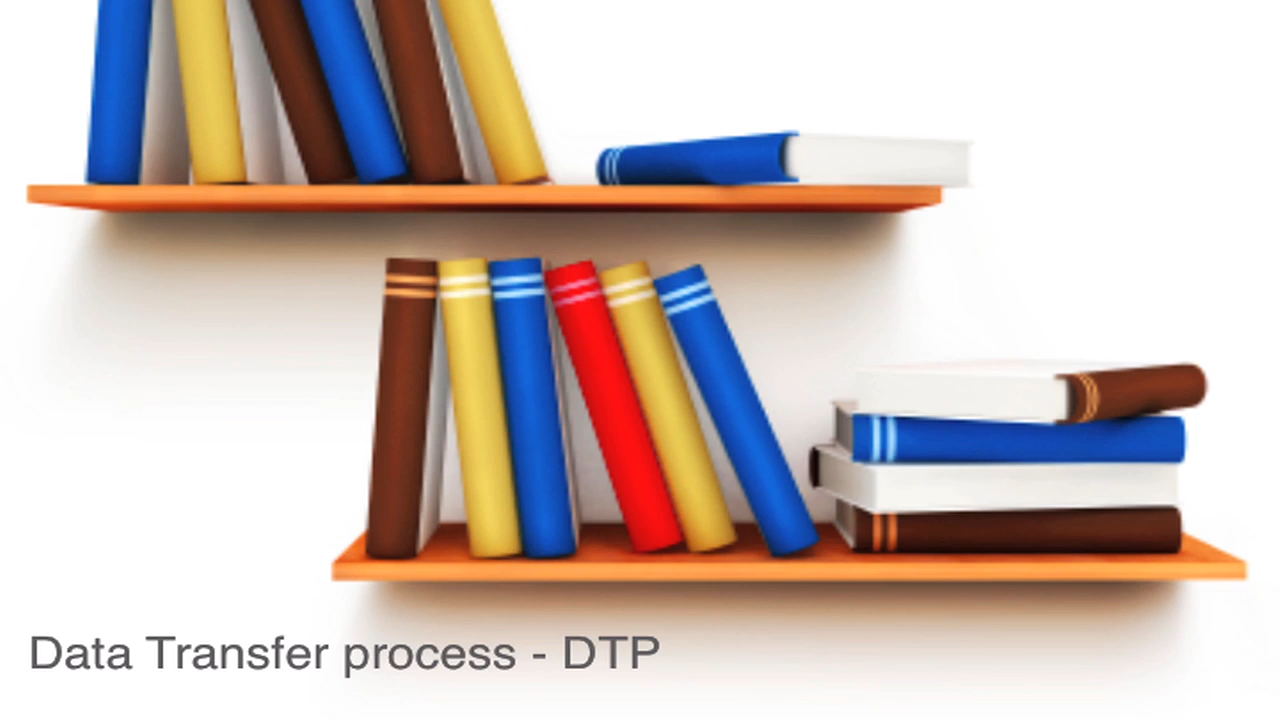 Data Transfer process - DTP